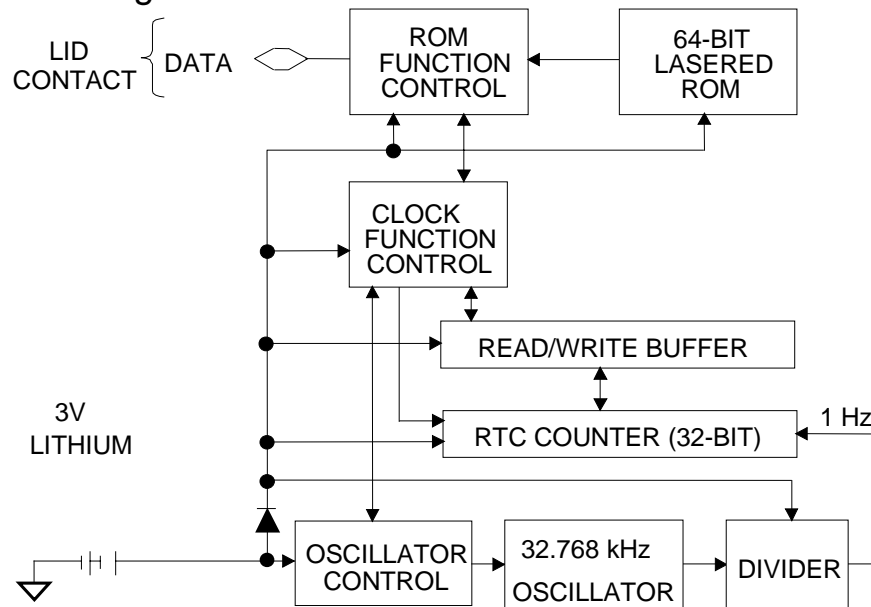 LID
CONTACT
DATA
ROM
FUNCTION
CONTROL
64-BIT
LASERED
ROM
CLOCK
FUNCTION
CONTROL
READ/WRITE BUFFER
3V
LITHIUM
RTC COUNTER (32-BIT)
1 Hz
OSCILLATOR
CONTROL
32.768 kHz
OSCILLATOR
DIVIDER